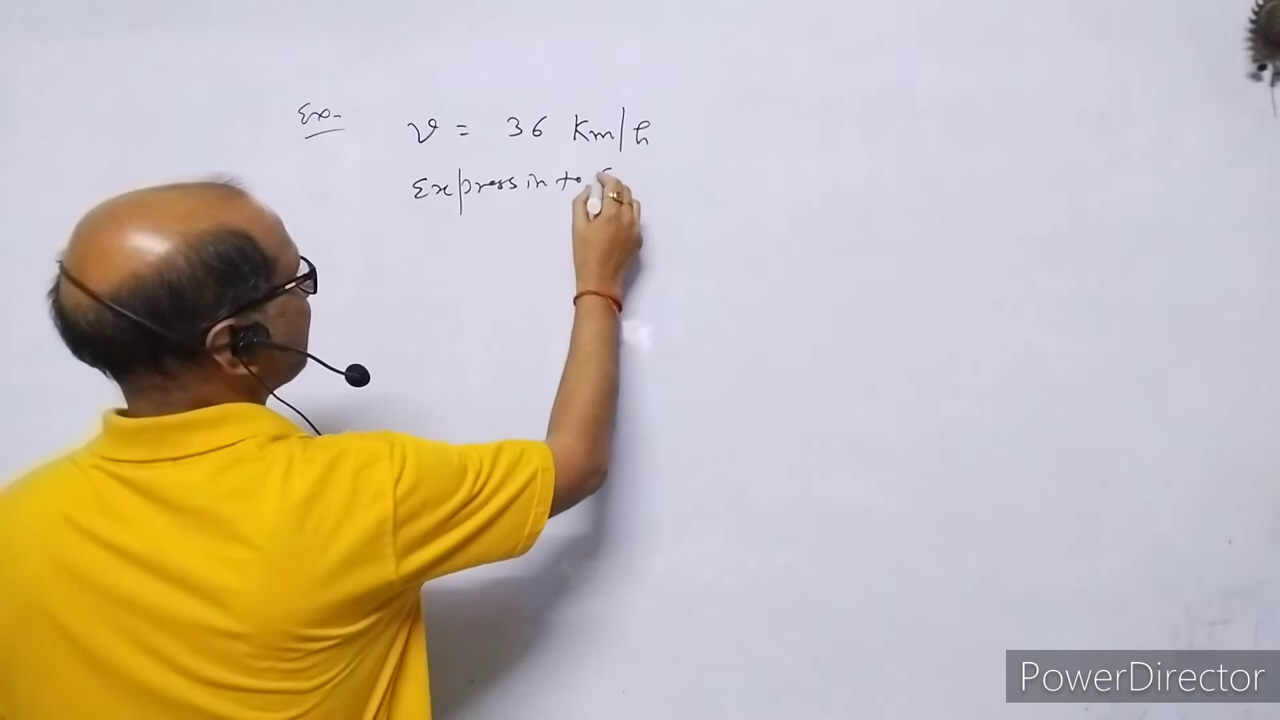 Ex-
v = 36 Km/h
Express in to
PowerDirector